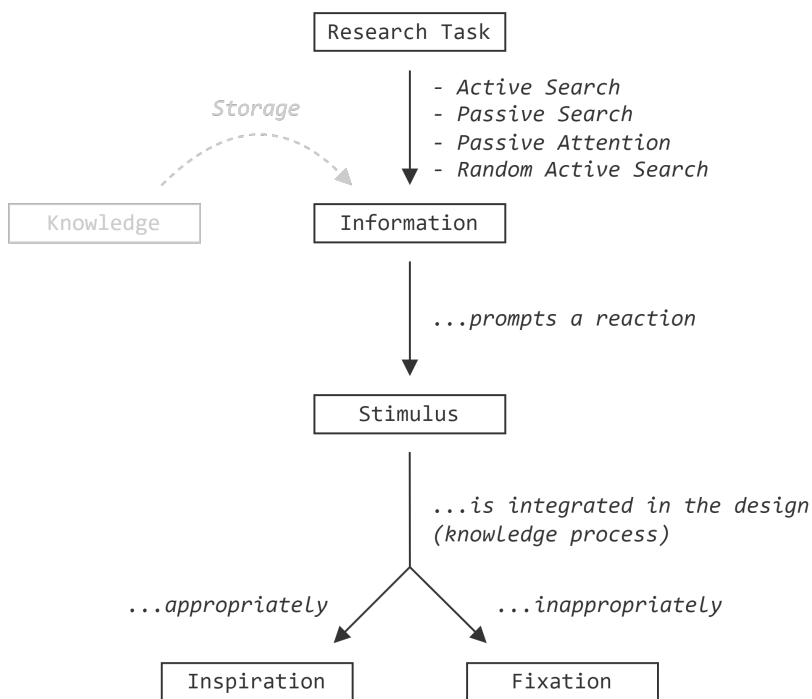 Research Task
- Active Search
- Passive Search
- Passive Attention
- Random Active Search
Storage
Knowledge
Information
...prompts a reaction
Stimulus
...is integrated in the design
(knowledge process)
...appropriately
...inappropriately
Inspiration
Fixation